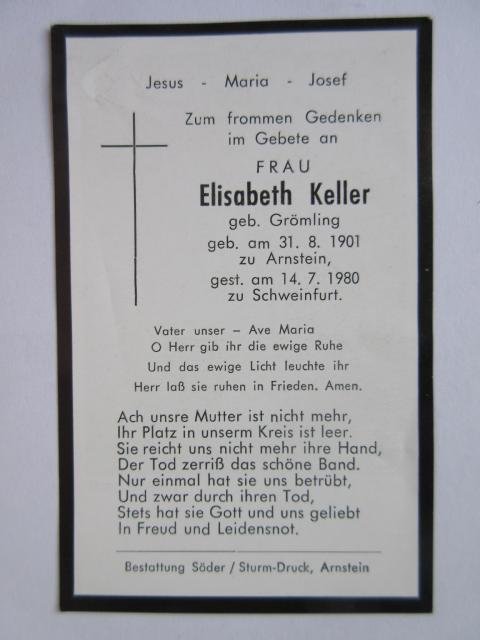 Jesus - Maria - Josef
Zum frommen Gedenken
im Gebete an
FRAU
Elisabeth Keller
geb. Grömling
geb. am 31. 8. 1901
zu Arnstein,
gest. am 14. 7. 1980
zu Schweinfurt.
Vater unser – Ave Maria
O Herr gib ihr die ewige Ruhe
Und das ewige Licht leuchte ihr
Herr laß sie ruhen in Frieden. Amen.
Ach unsre Mutter ist nicht mehr,
Ihr Platz in unserm Kreis ist leer.
Sie reicht uns nicht mehr ihre Hand,
Der Tod zerriß das schöne Band.
Nur einmal hat sie uns betrübt,
Und zwar durch ihren Tod,
Stets hat sie Gott und uns geliebt
In Freud und Leidensnot.
Bestattung Söder / Sturm-Druck, Arnstein